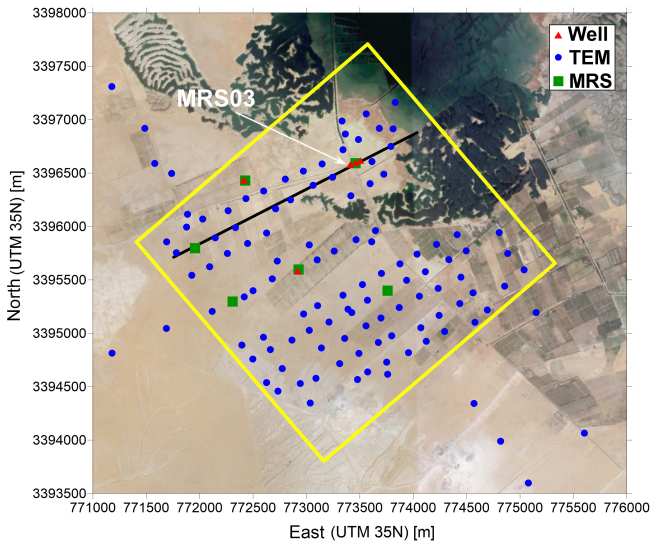 3398000
3397500
3397000
3396500
3396000
3395500
3395000
3394500
3394000
3393500
North (UTM 35N) [m]
Well
TEM
MRS
MRS03
771000 771500 772000 772500 773000 773500 774000 774500 775000 775500 776000
East (UTM 35N) [m]